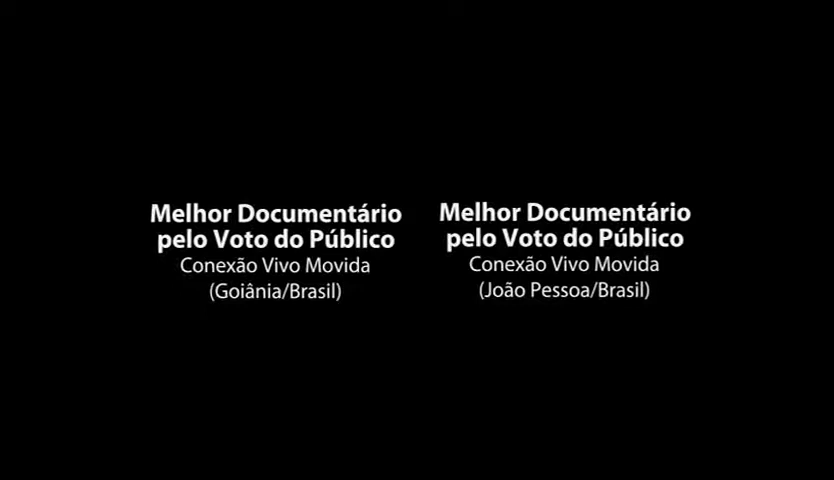 Melhor Documentário
pelo Voto do Público
Conexão Vivo Movida
(Goiânia/Brasil)
Melhor Documentário
pelo Voto do Público
Conexão Vivo Movida
(João Pessoa/Brasil)